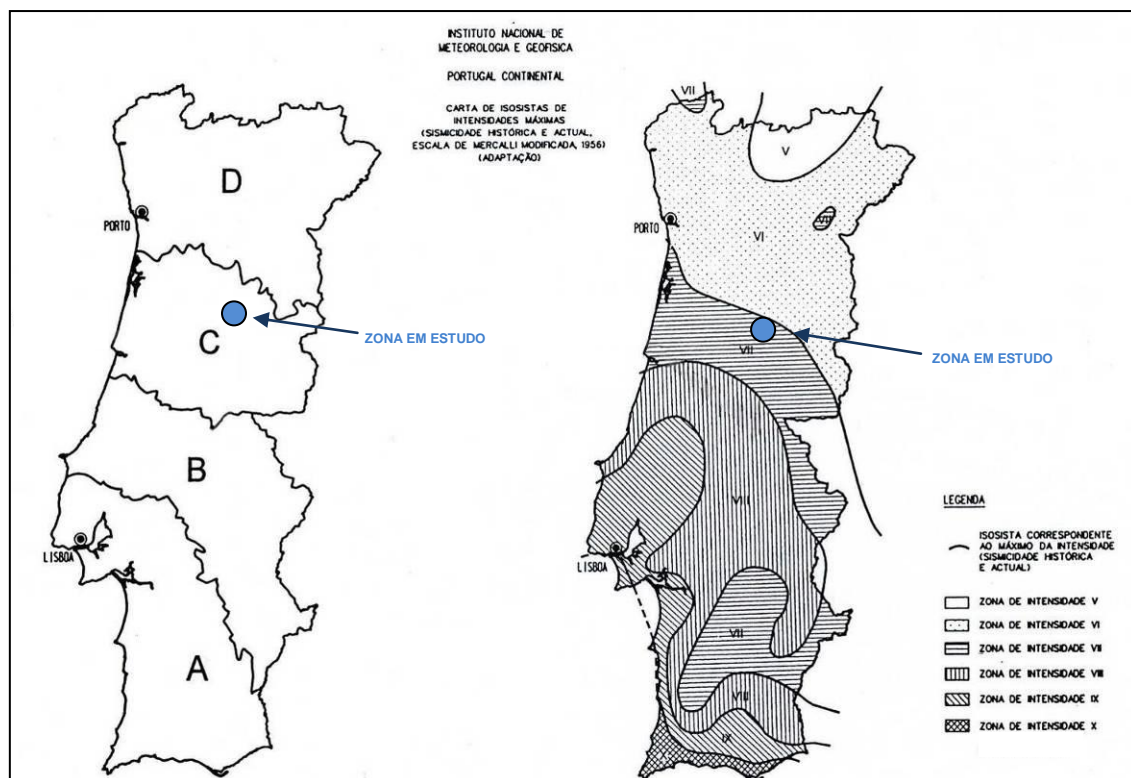 INSTITUTO NACIONAL DE
METEOROLOGIA E GEOFISICA
PORTUGAL CONTINENTAL
CARTA DE ISOSISTAS DE
INTENSIDADES MÁXIMAS
(SISMICIDADE HISTÓRICA E ACTUAL,
ESCALA DE MERCALLI MODIFICADA, 1956)
(ADAPTAÇÃO)
D
PORTO
C
ZONA EM ESTUDO
B
LISBOA
A
VII
V
PORTO
VI
VII
VII
ZONA EM ESTUDO
VIII
LISBOA
VII
VIII
IX
LEGENDA
ISOSISTA CORRESPONDENTE
AO MÁXIMO DA INTENSIDADE
(SISMICIDADE HISTÓRICA
E ACTUAL)
ZONA DE INTENSIDADE V
ZONA DE INTENSIDADE VI
ZONA DE INTENSIDADE VII
ZONA DE INTENSIDADE VIII
ZONA DE INTENSIDADE IX
ZONA DE INTENSIDADE X